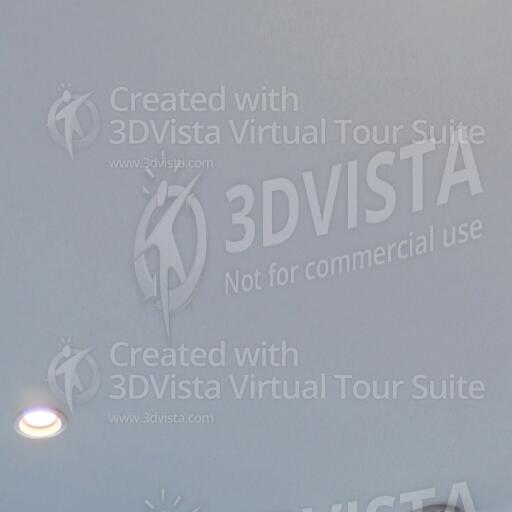 Created with
3DVista Virtual Tour Suite
www.3dvista.com
3DVISTA
Not for commercial use
Created with
3DVista Virtual Tour Suite
www.3dvista.com
VISTA